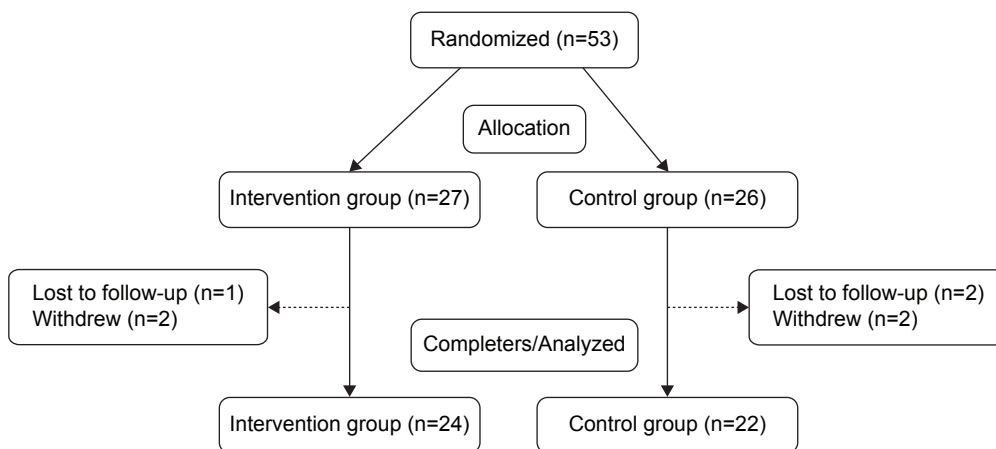 Randomized (n=53)
Allocation
Intervention group (n=27)
Control group (n=26)
Lost to follow-up (n=1)
Withdrew (n=2)
Lost to follow-up (n=2)
Withdrew (n=2)
Completers/Analyzed
Intervention group (n=24)
Control group (n=22)